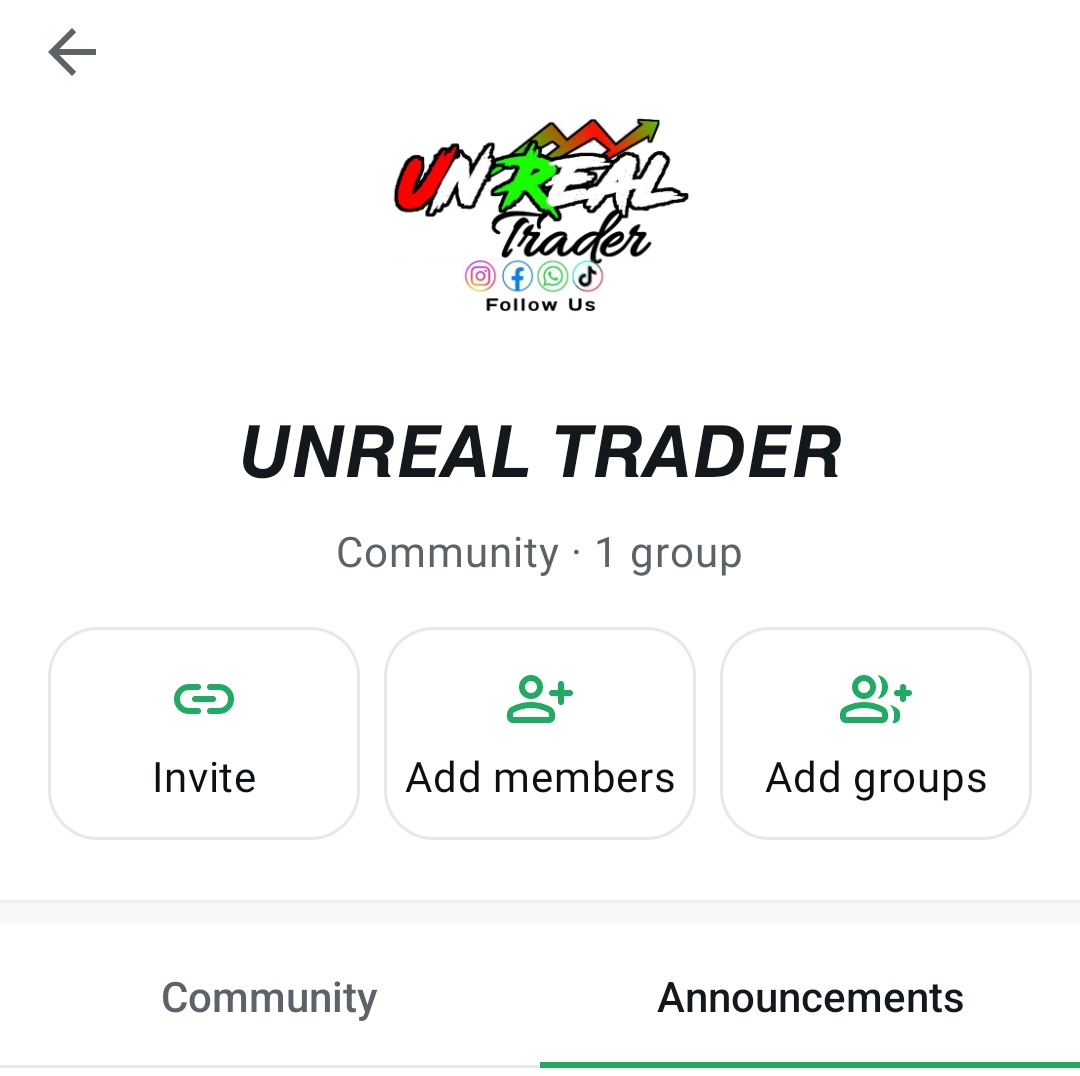 UNREAL
Trader
Follow Us
UNREAL TRADER
Community · 1 group
Invite
Add members
Add groups
Community
Announcements